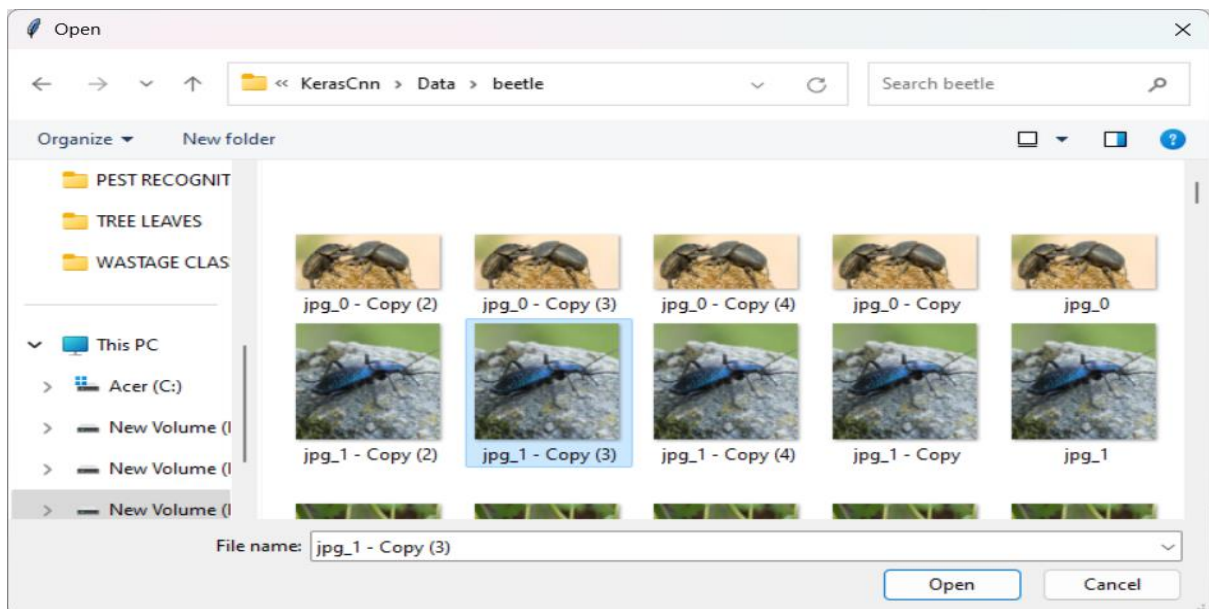 Open
« KerasCnn > Data > beetle
Search beetle
Organize
New folder
PEST RECOGNIT
TREE LEAVES
WASTAGE CLAS
This PC
Acer (C:)
New Volume (
New Volume (
New Volume (
jpg_0 - Copy (2) jpg_0 - Copy (3) jpg_0 - Copy (4) jpg_0 - Copy jpg_0
jpg_1 - Copy (2) jpg_1 - Copy (3) jpg_1 - Copy (4) jpg_1 - Copy jpg_1
File name: jpg_1 - Copy (3)
Open Cancel